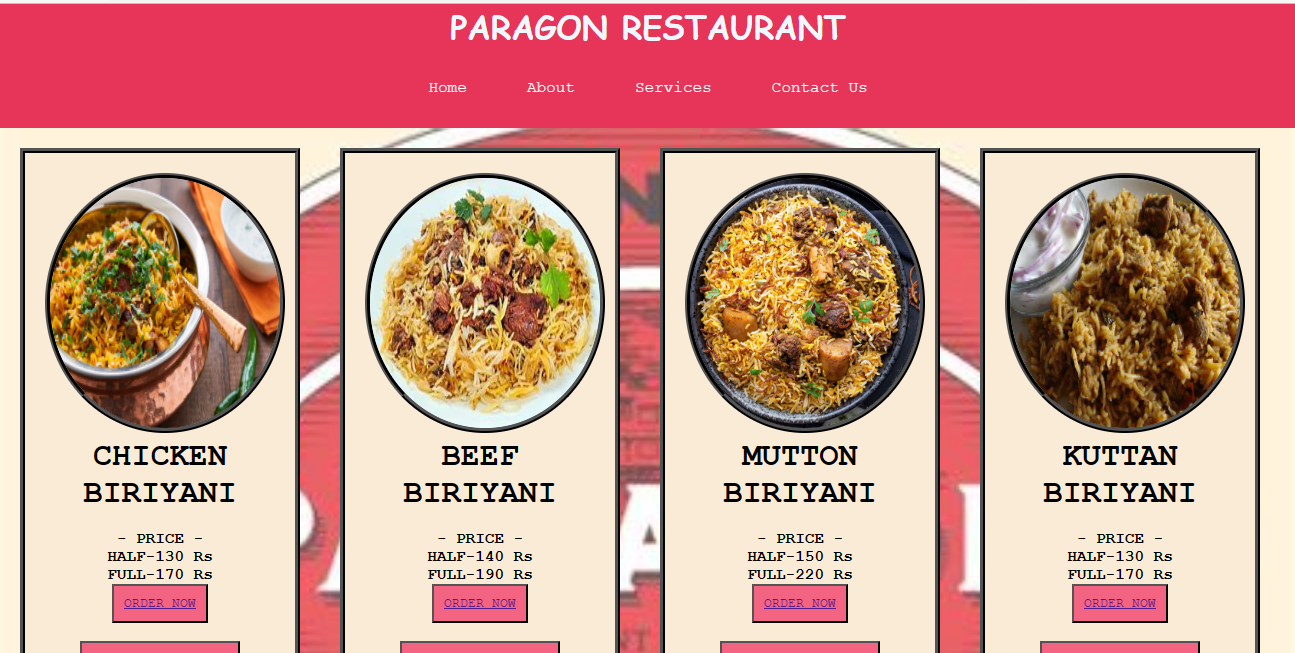 PARAGON RESTAURANT
Home About Services Contact Us
CHICKEN
BIRIYANI
- PRICE -
HALF-130 Rs
FULL-170 Rs
ORDER NOW
BEEF
BIRIYANI
- PRICE -
HALF-140 Rs
FULL-190 Rs
ORDER NOW
MUTTON
BIRIYANI
- PRICE -
HALF-150 Rs
FULL-220 Rs
ORDER NOW
KUTTAN
BIRIYANI
- PRICE -
HALF-130 Rs
FULL-170 Rs
ORDER NOW